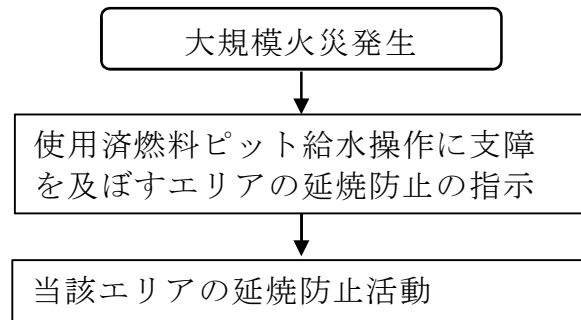 大規模火災発生
使用済燃料ピット給水操作に支障
を及ぼすエリアの延焼防止の指示
当該エリアの延焼防止活動